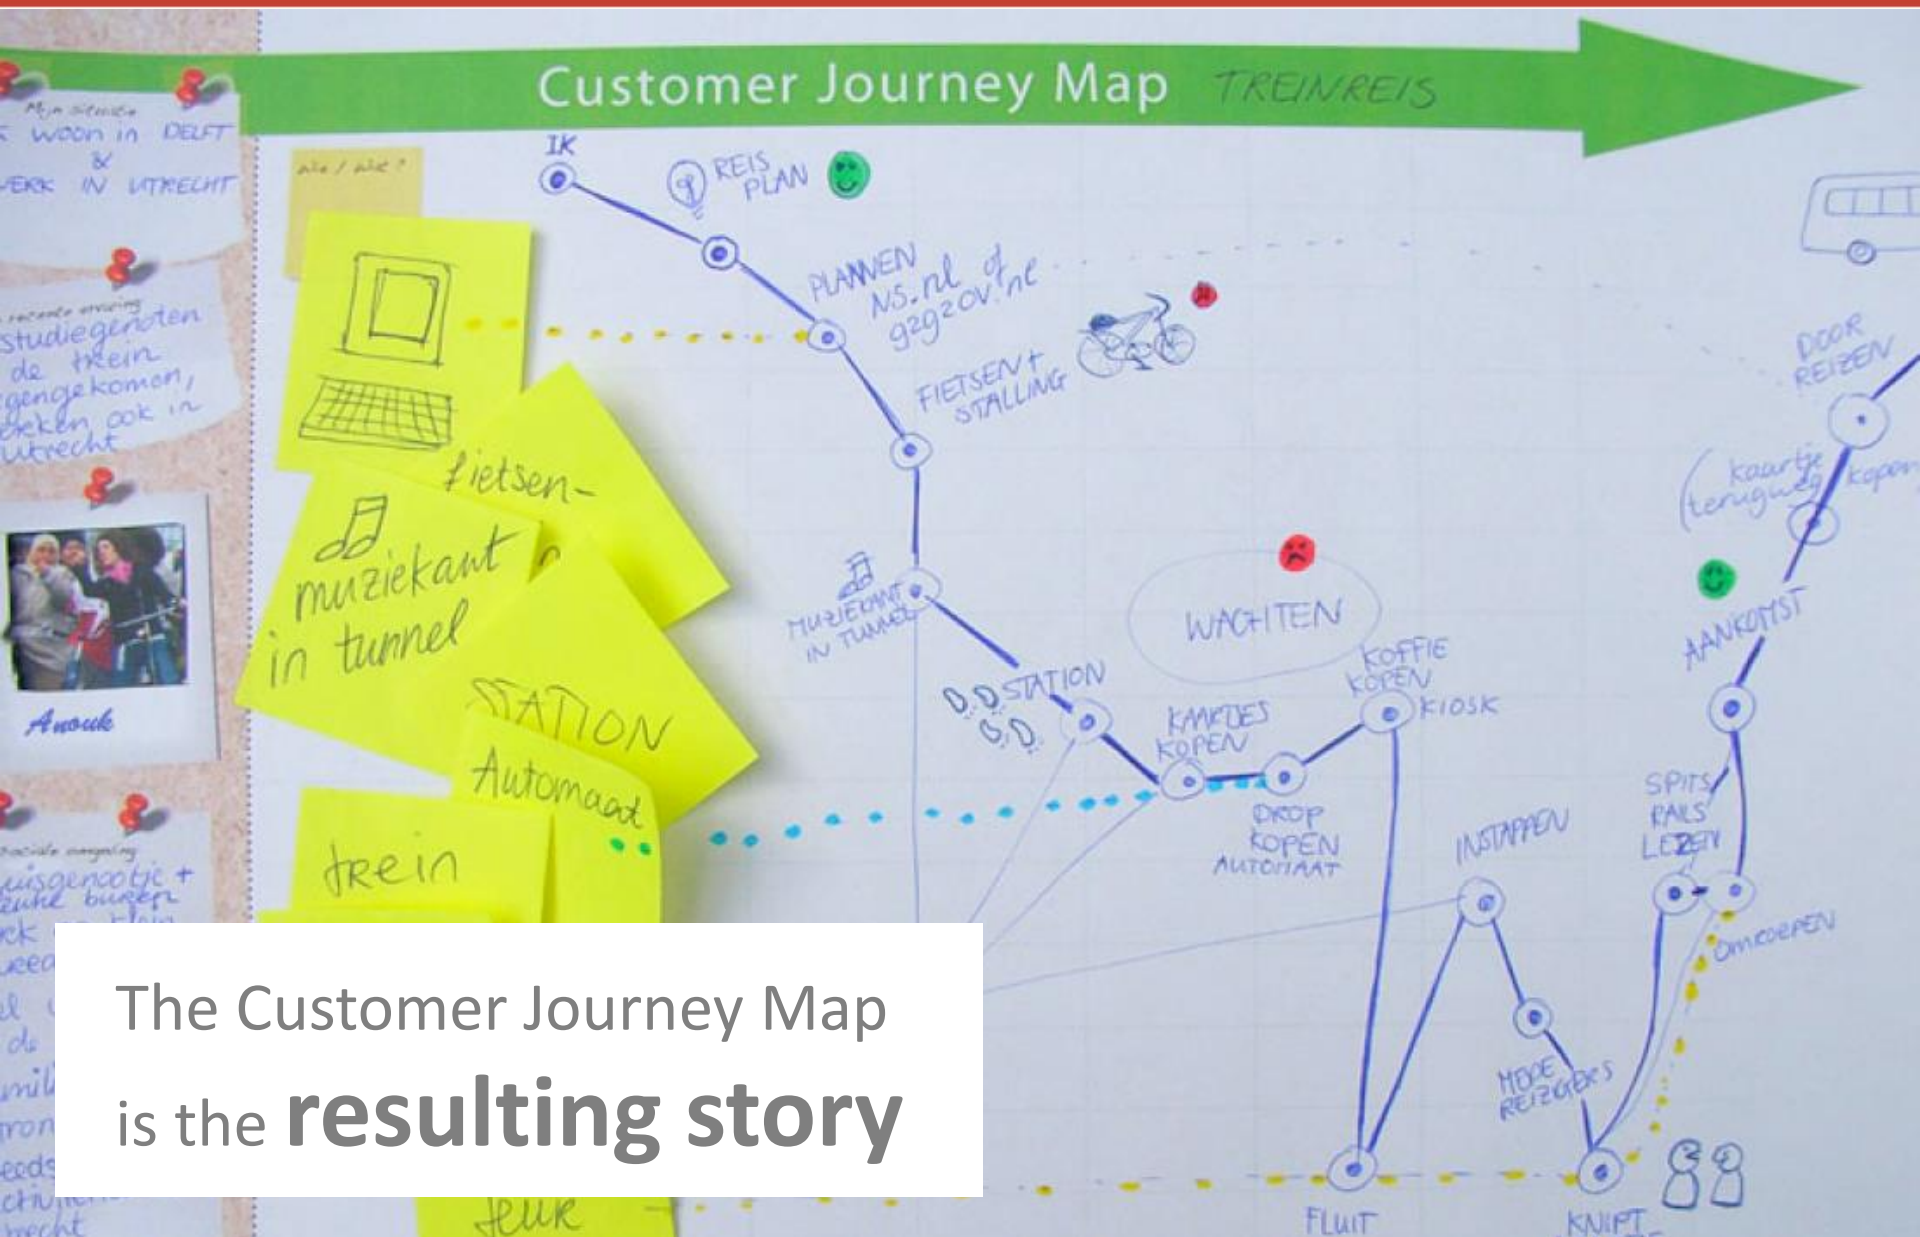 Customer Journey Map TREINREIS
Mijn situatie
WOON in DELFT
&
IN UTRECHT
studiegenoten
de trein
gengekomen,
ook in
Utrecht
Anouk
IK
REIS
PLAN
PLANNEN
NS.nl of
9292ov.nl
FIETSEN +
STALLING
fietsen-
muziekant
in tunnel
MUZIEKANT
IN TUNNEL
STATION
Automaat
trein
STATION
WACHTEN
KAARTJES
KOPEN
DROP
KOPEN
AUTOMAAT
KOFFIE
KOPEN
KIOSK
INSTAPPEN
MEDE
REIZIGERS
FLUIT
KNIPT-
SPITS
RAILS
LEZEN
OMROEPEN
AANKOMST
(kaartje
terugweg kopen
DOOR
REIZEN
The Customer Journey Map
is the resulting story